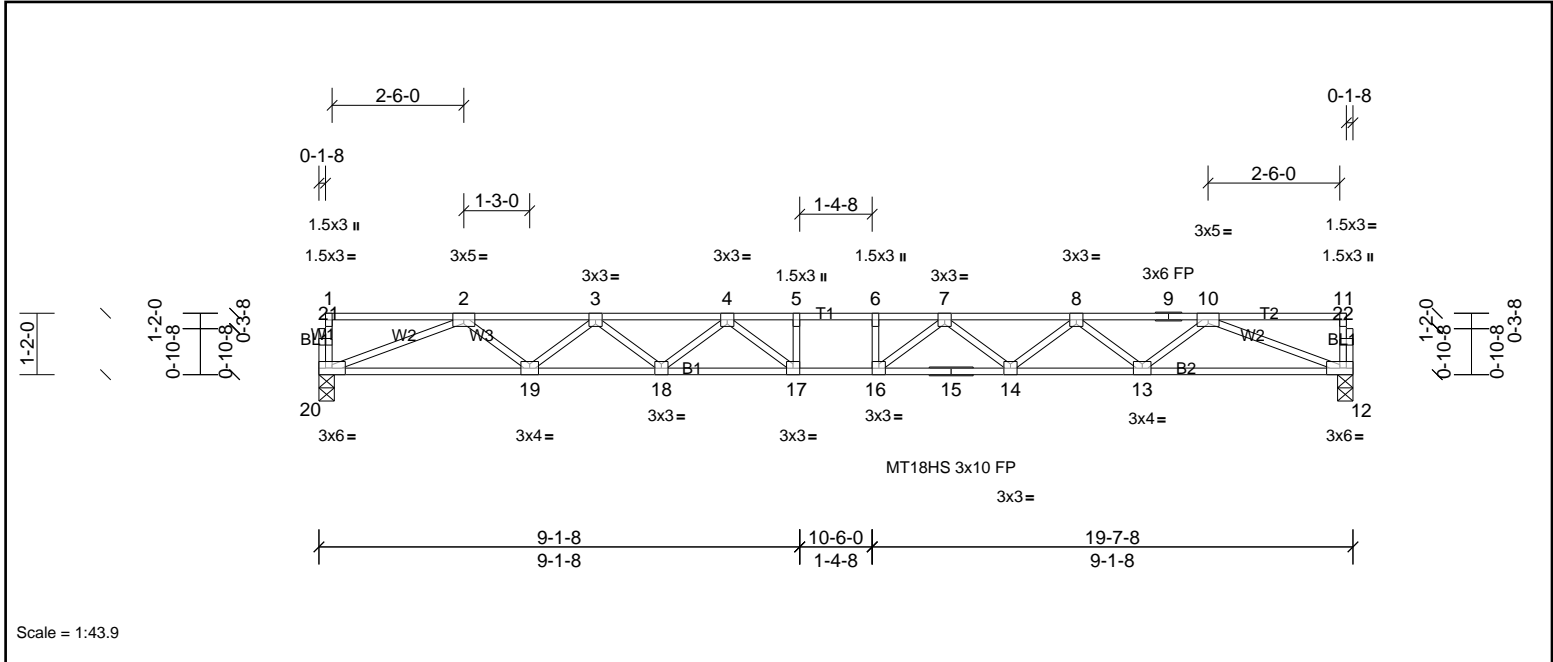 2-6-0
0-1-8
0-1-8
2-6-0
1-3-0
1-4-8
1.5x3 II
1.5x3=
3x5=
1.5x3=
3x5=
3x3=
1.5x3 II
1.5x3 II
3x3=
3x3=
3x3=
1.5x3 II
3x6 FP
1 2 3 4 5 6 7 8 9 10 11
21 T1 T2 22
1-2-0
1-2-0
0-10-8
0-10-8
0-3-8
W1
W2
W3
W2
BL1
1-2-0
0-10-8
0-10-8
0-3-8
B1 B2
19 18 17 16 15 14 13
20 12
3x3=
3x3=
3x4=
3x6=
3x4=
3x3=
3x6=
MT18HS 3x10 FP
3x3=
9-1-8 10-6-0 19-7-8
9-1-8 1-4-8 9-1-8
Scale = 1:43.9